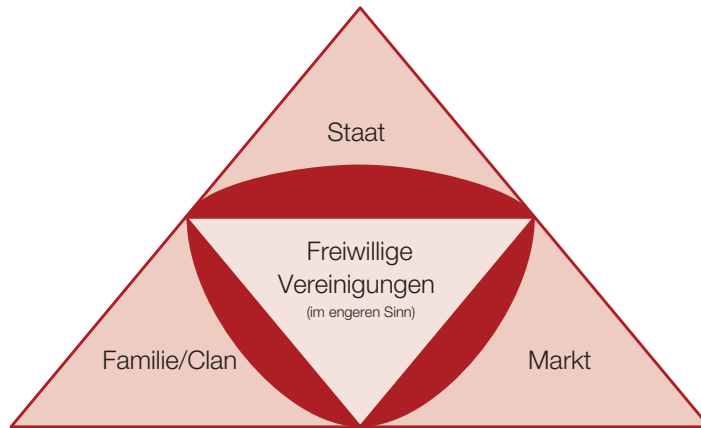 Staat
Freiwillige
Vereinigungen
(im engeren Sinn)
Familie/Clan
Markt